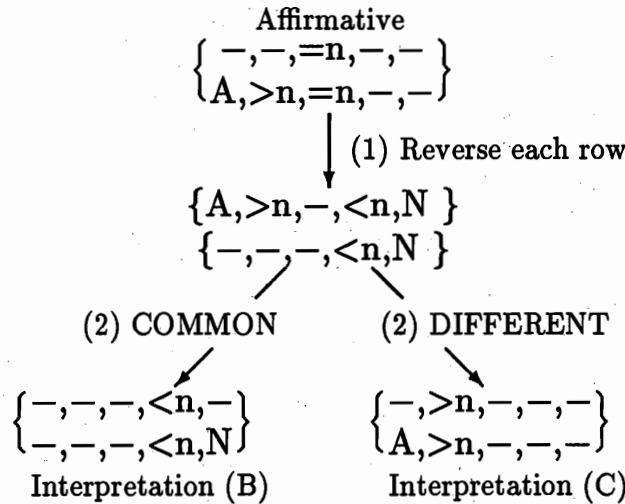 Affirmative
{ –,–,=n,–,– }
{ A,>n,=n,–,– }
(1) Reverse each row
{A,>n,–,<n,N }
{–,–,–,<n,N }
(2) COMMON (2) DIFFERENT
{ –,–,–,<n,– } { –,>n,–,–,– }
{ –,–,–,<n,N } { A,>n,–,–,– }
Interpretation (B) Interpretation (C)